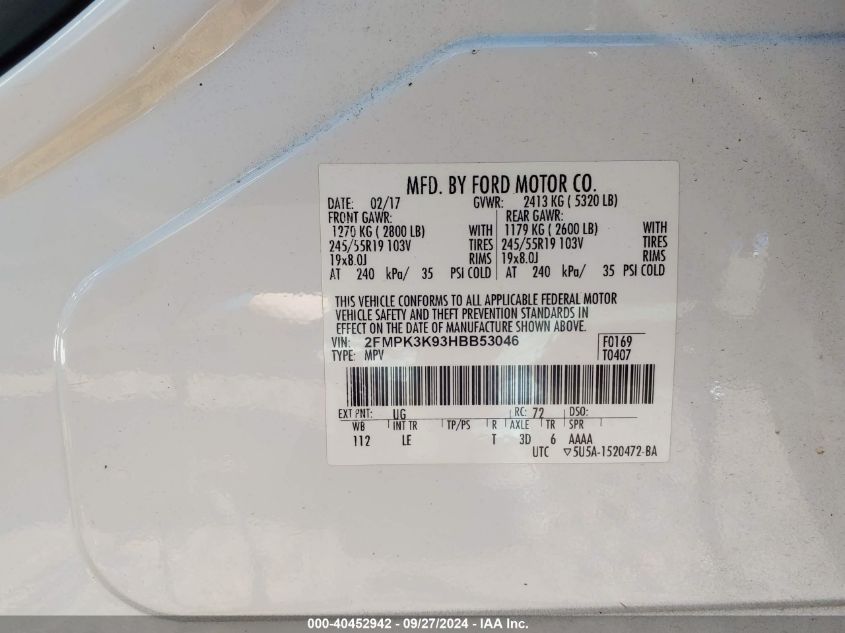 MFD. BY FORD MOTOR CO.
DATE: 02/17 GVWR: 2413 KG ( 5320 LB)
FRONT GAWR: REAR GAWR:
1270 KG ( 2800 LB) WITH 1179 KG ( 2600 LB) WITH
245/55R19 103V TIRES 245/55R19 103V TIRES
19x8.0J RIMS 19x8.0J RIMS
AT 240 kPa/ 35 PSI COLD AT 240 kPa/ 35 PSI COLD
THIS VEHICLE CONFORMS TO ALL APPLICABLE FEDERAL MOTOR
VEHICLE SAFETY AND THEFT PREVENTION STANDARDS IN
EFFECT ON THE DATE OF MANUFACTURE SHOWN ABOVE.
VIN: 2FMPK3K93HBB53046 F0169
TYPE: MPV T0407
EXT PNT: UG RC: 72 DSO:
WB INT TR TP/PS R AXLE TR SPR
112 LE T 3D 6 AAAA
UTC ▽5U5A-1520472-BA
000-40452942 - 09/27/2024 - IAA Inc.